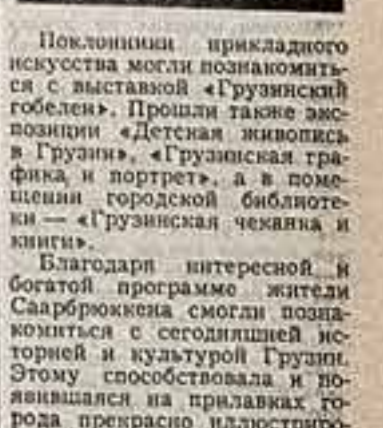 Поклонники прикладного
искусства могли познакомить-
ся с выставкой «Грузинский
гобелен». Прошли также экс-
позиции «Детская живопись
в Грузии», «Грузинская гра-
фика и портрет», а в поме-
щении городской библиоте-
ки — «Грузинская чеканка и
книги».
Благодаря интересной и
богатой программе жители
Саарбрюккена смогли позна-
комиться с сегодняшней ис-
торией и культурой Грузии.
Этому способствовала и по-
явившаяся на прилавках го-
рода прекрасно иллюстриро-